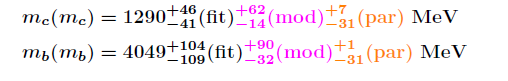 m_c(m_c) = 1290^{+46}_{-41}(fit)^{+62}_{-14}(mod)^{+7}_{-31}(par) MeV
m_b(m_b) = 4049^{+104}_{-109}(fit)^{+90}_{-32}(mod)^{+1}_{-31}(par) MeV